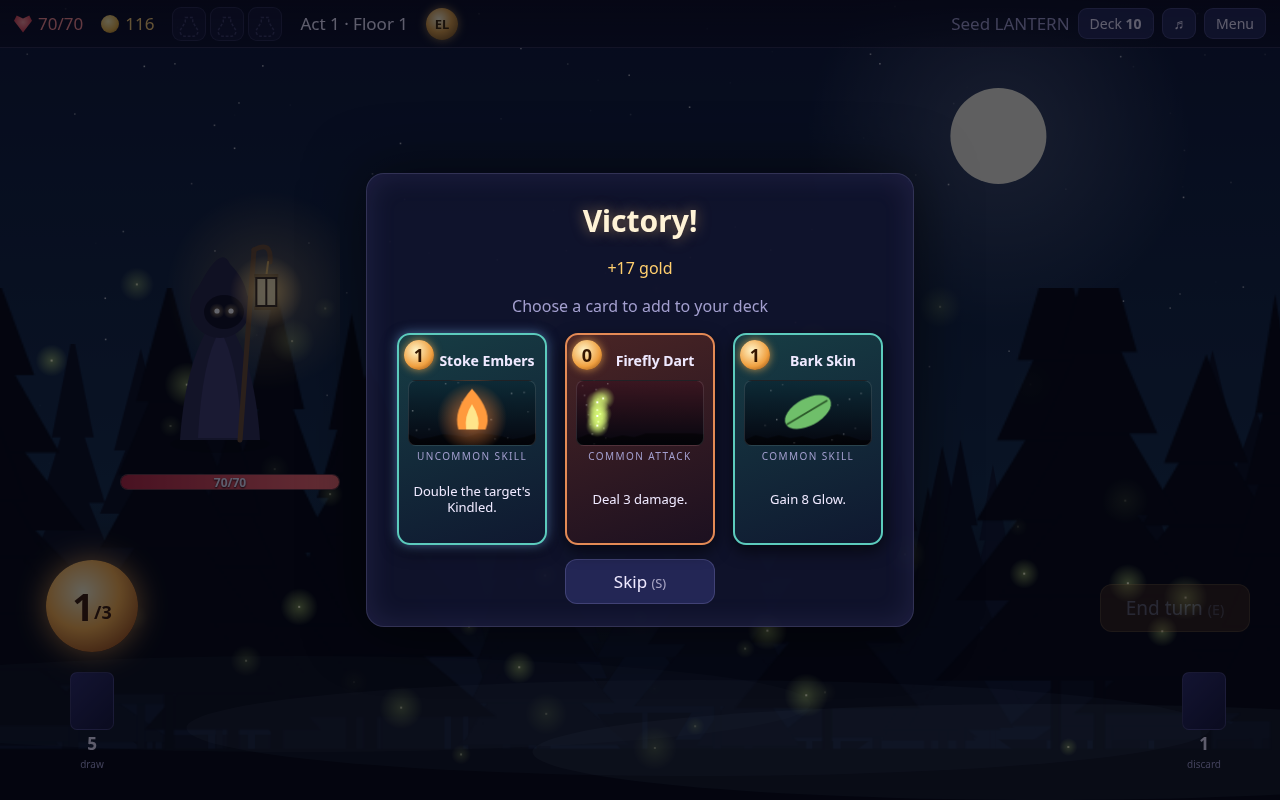 70/70
116
Act 1 · Floor 1
EL
Seed LANTERN
Deck 10
♬
Menu
Victory!
+17 gold
Choose a card to add to your deck
1
Stoke Embers
UNCOMMON SKILL
Double the target's
Kindled.
0
Firefly Dart
COMMON ATTACK
Deal 3 damage.
1
Bark Skin
COMMON SKILL
Gain 8 Glow.
Skip (S)
70/70
1/3
End turn (E)
5
draw
1
discard